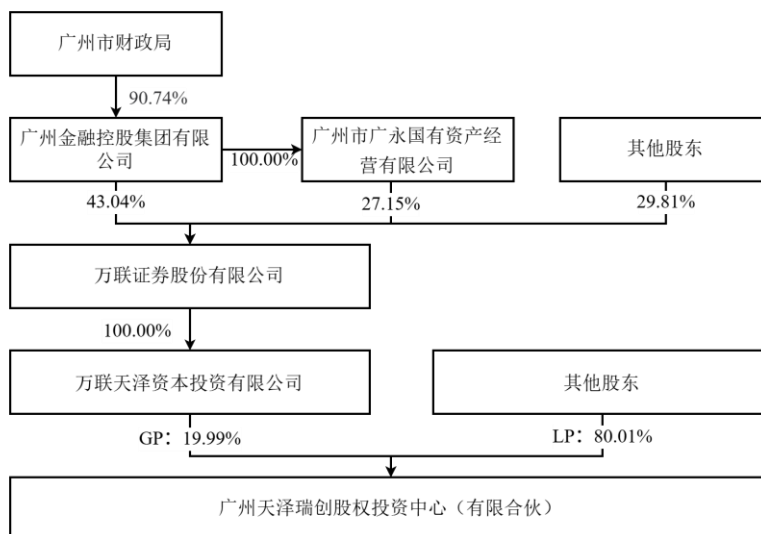 广州市财政局
90.74%
广州金融控股集团有限
公司
100.00%
广州市广永国有资产经
营有限公司
其他股东
43.04%
27.15%
29.81%
万联证券股份有限公司
100.00%
万联天泽资本投资有限公司
其他股东
GP：19.99%
LP：80.01%
广州天泽瑞创股权投资中心（有限合伙）